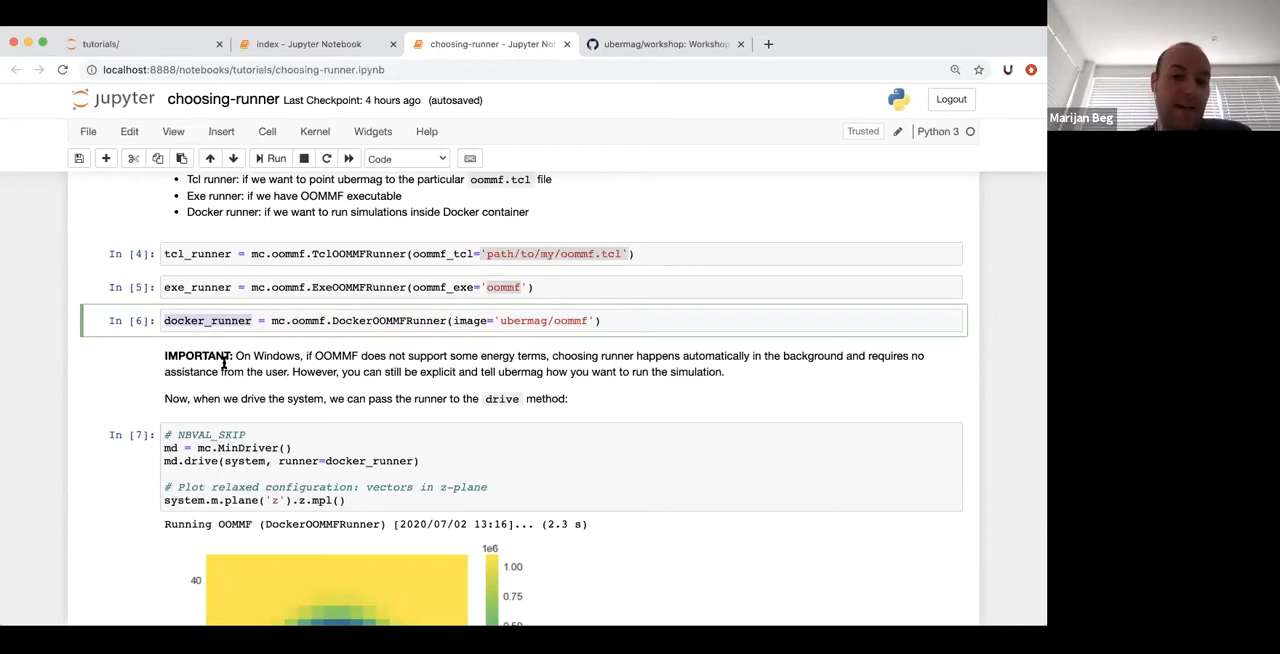 tutorials/
index - Jupyter Notebook
choosing-runner - Jupyter Not
ubermag/workshop: Workshop
localhost:8888/notebooks/tutorials/choosing-runner.ipynb
jupyter choosing-runner Last Checkpoint: 4 hours ago (autosaved)
Logout
File Edit View Insert Cell Kernel Widgets Help
Trusted
Python 3
Run
Code
Marijan Beg
• Tcl runner: if we want to point ubermag to the particular oommf.tcl file
• Exe runner: if we have OOMMF executable
• Docker runner: if we want to run simulations inside Docker container
In [4]: tcl_runner = mc.oommf.TclOOMMFRunner(oommf_tcl='path/to/my/oommf.tcl')
In [5]: exe_runner = mc.oommf.ExeOOMMFRunner(oommf_exe='oommf')
In [6]: docker_runner = mc.oommf.DockerOOMMFRunner(image='ubermag/oommf')
IMPORTANT: On Windows, if OOMMF does not support some energy terms, choosing runner happens automatically in the background and requires no
assistance from the user. However, you can still be explicit and tell ubermag how you want to run the simulation.
Now, when we drive the system, we can pass the runner to the drive method:
In [7]: # NBVAL_SKIP
md = mc.MinDriver()
md.drive(system, runner=docker_runner)
# Plot relaxed configuration: vectors in z-plane
system.m.plane('z').z.mpl()
Running OOMMF (DockerOOMMFRunner) [2020/07/02 13:16]... (2.3 s)
1e6
1.00
40
0.75
0.50